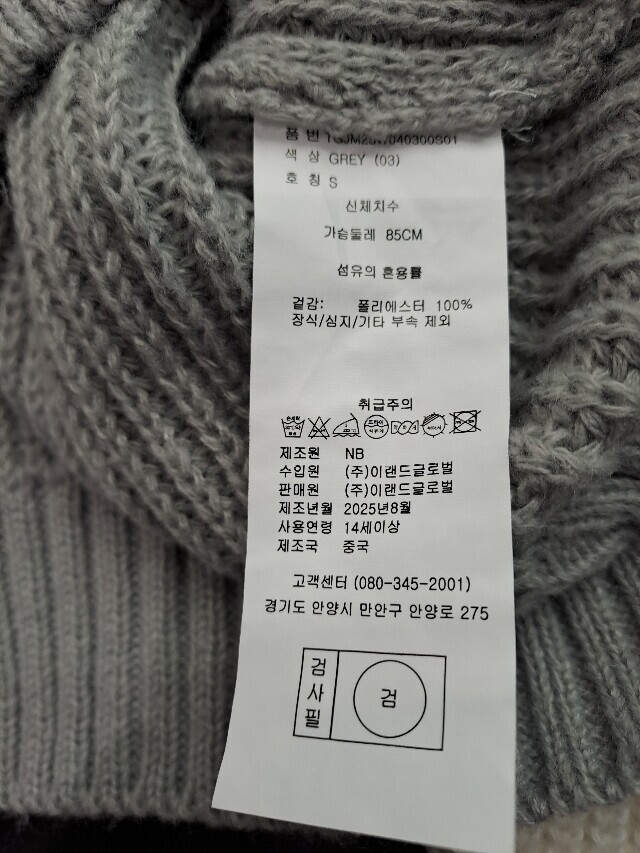 품 번
색 상 GREY (03)
호 칭 S
신체치수
가슴둘레 85CM
섬유의 혼용률
겉감: 폴리에스터 100%
장식/심지/기타 부속 제외
취급주의
제조원 NB
수입원 (주)이랜드글로벌
판매원 (주)이랜드글로벌
제조년월 2025년8월
사용연령 14세이상
제조국 중국
고객센터 (080-345-2001)
경기도 안양시 만안구 안양로 275
검사필
검